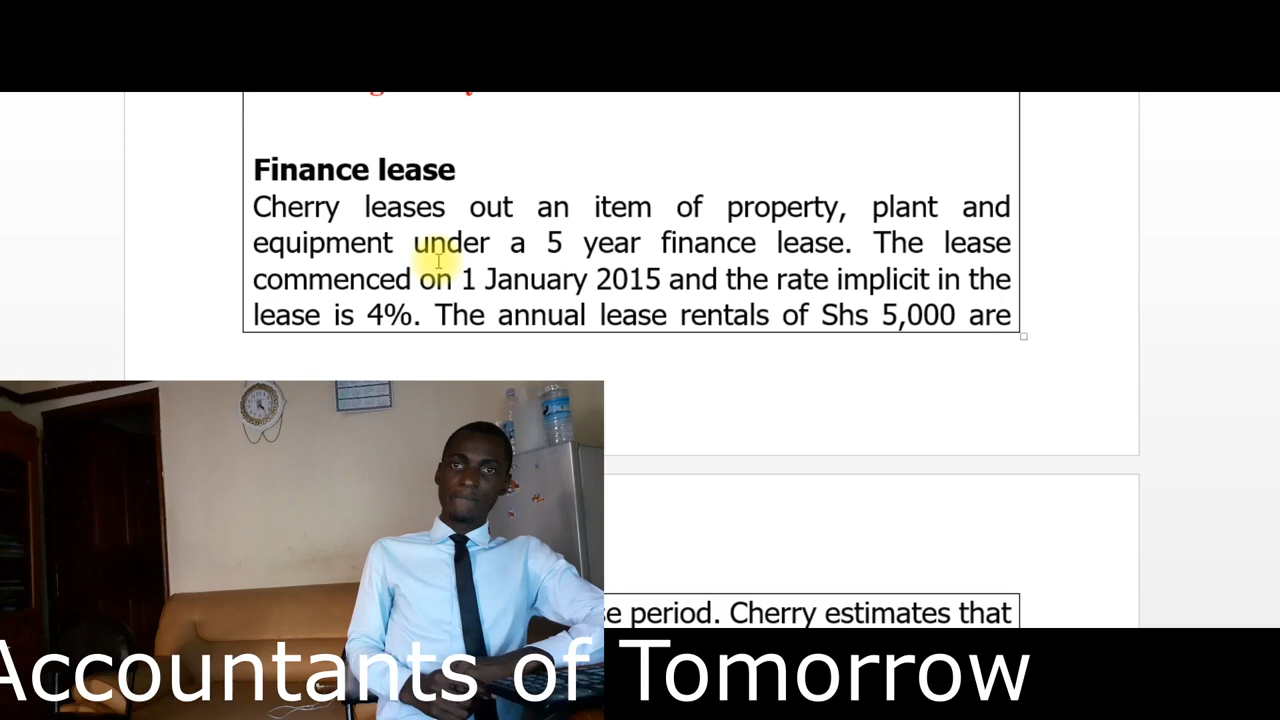 Finance lease
Cherry leases out an item of property, plant and
equipment under a 5 year finance lease. The lease
commenced on 1 January 2015 and the rate implicit in the
lease is 4%. The annual lease rentals of Shs 5,000 are
period. Cherry estimates that
Accountants of Tomorrow